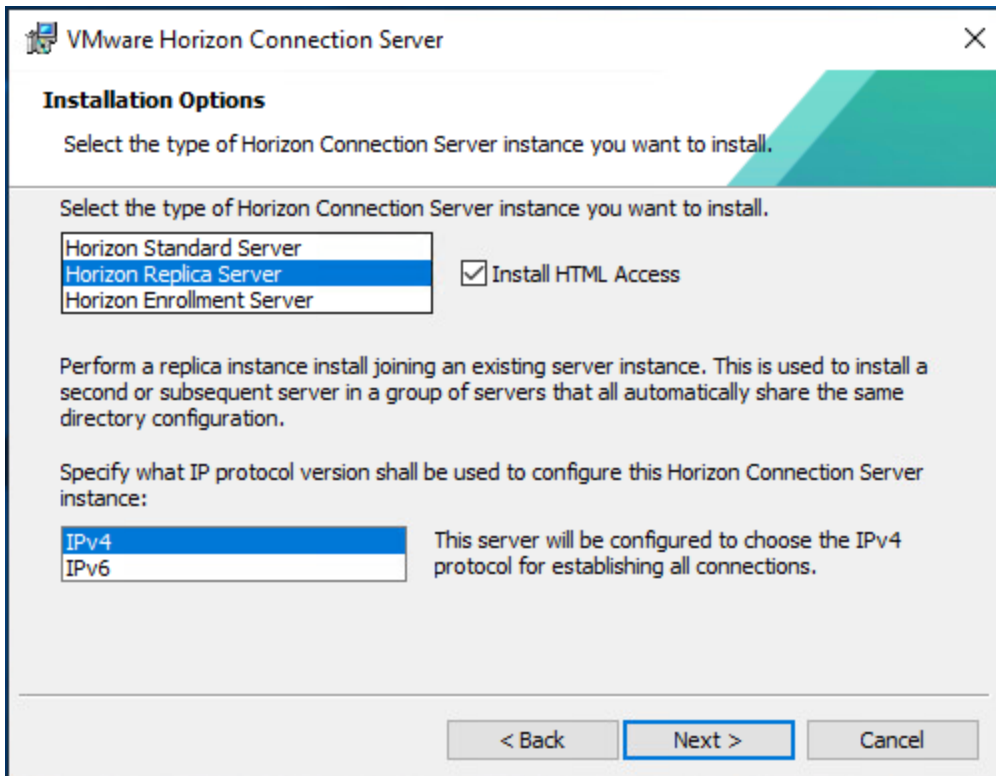 VMware Horizon Connection Server
Installation Options
Select the type of Horizon Connection Server instance you want to install.
Select the type of Horizon Connection Server instance you want to install.
Horizon Standard Server
Horizon Replica Server
Install HTML Access
Horizon Enrollment Server
Perform a replica instance install joining an existing server instance. This is used to install a
second or subsequent server in a group of servers that all automatically share the same
directory configuration.
Specify what IP protocol version shall be used to configure this Horizon Connection Server
instance:
IPv4
IPv6
This server will be configured to choose the IPv4
protocol for establishing all connections.
< Back
Next >
Cancel